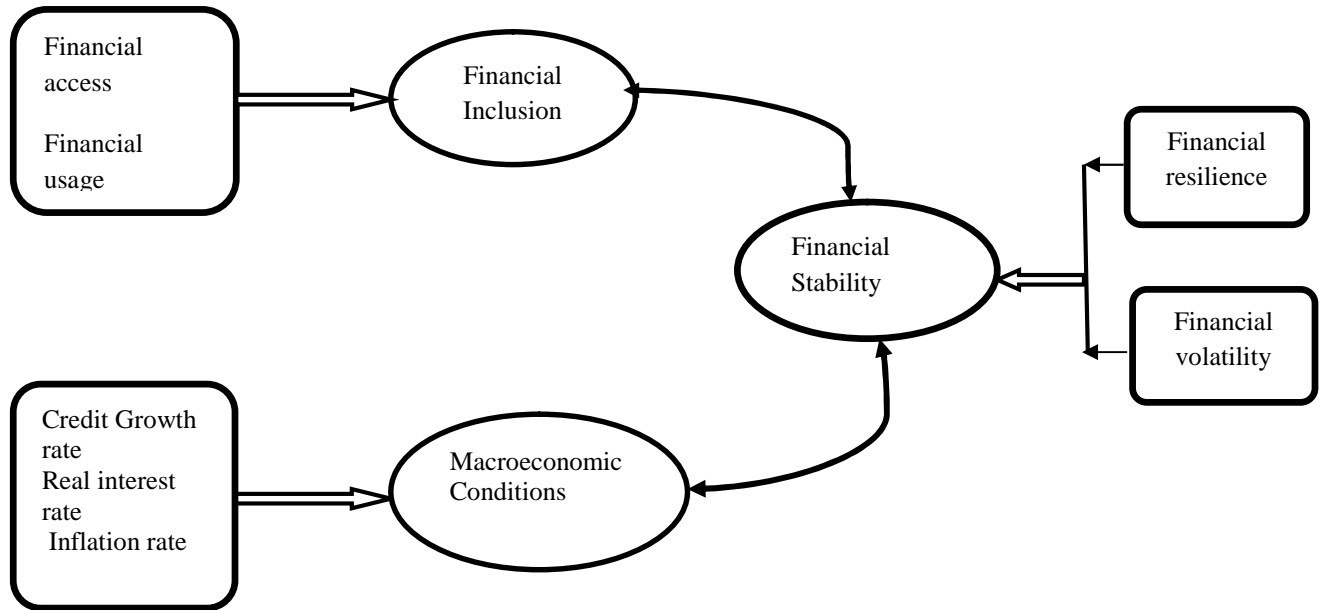 Financial
access
Financial
usage
Financial
Inclusion
Financial
resilience
Financial
Stability
Financial
volatility
Credit Growth
rate
Real interest
rate
Inflation rate
Macroeconomic
Conditions